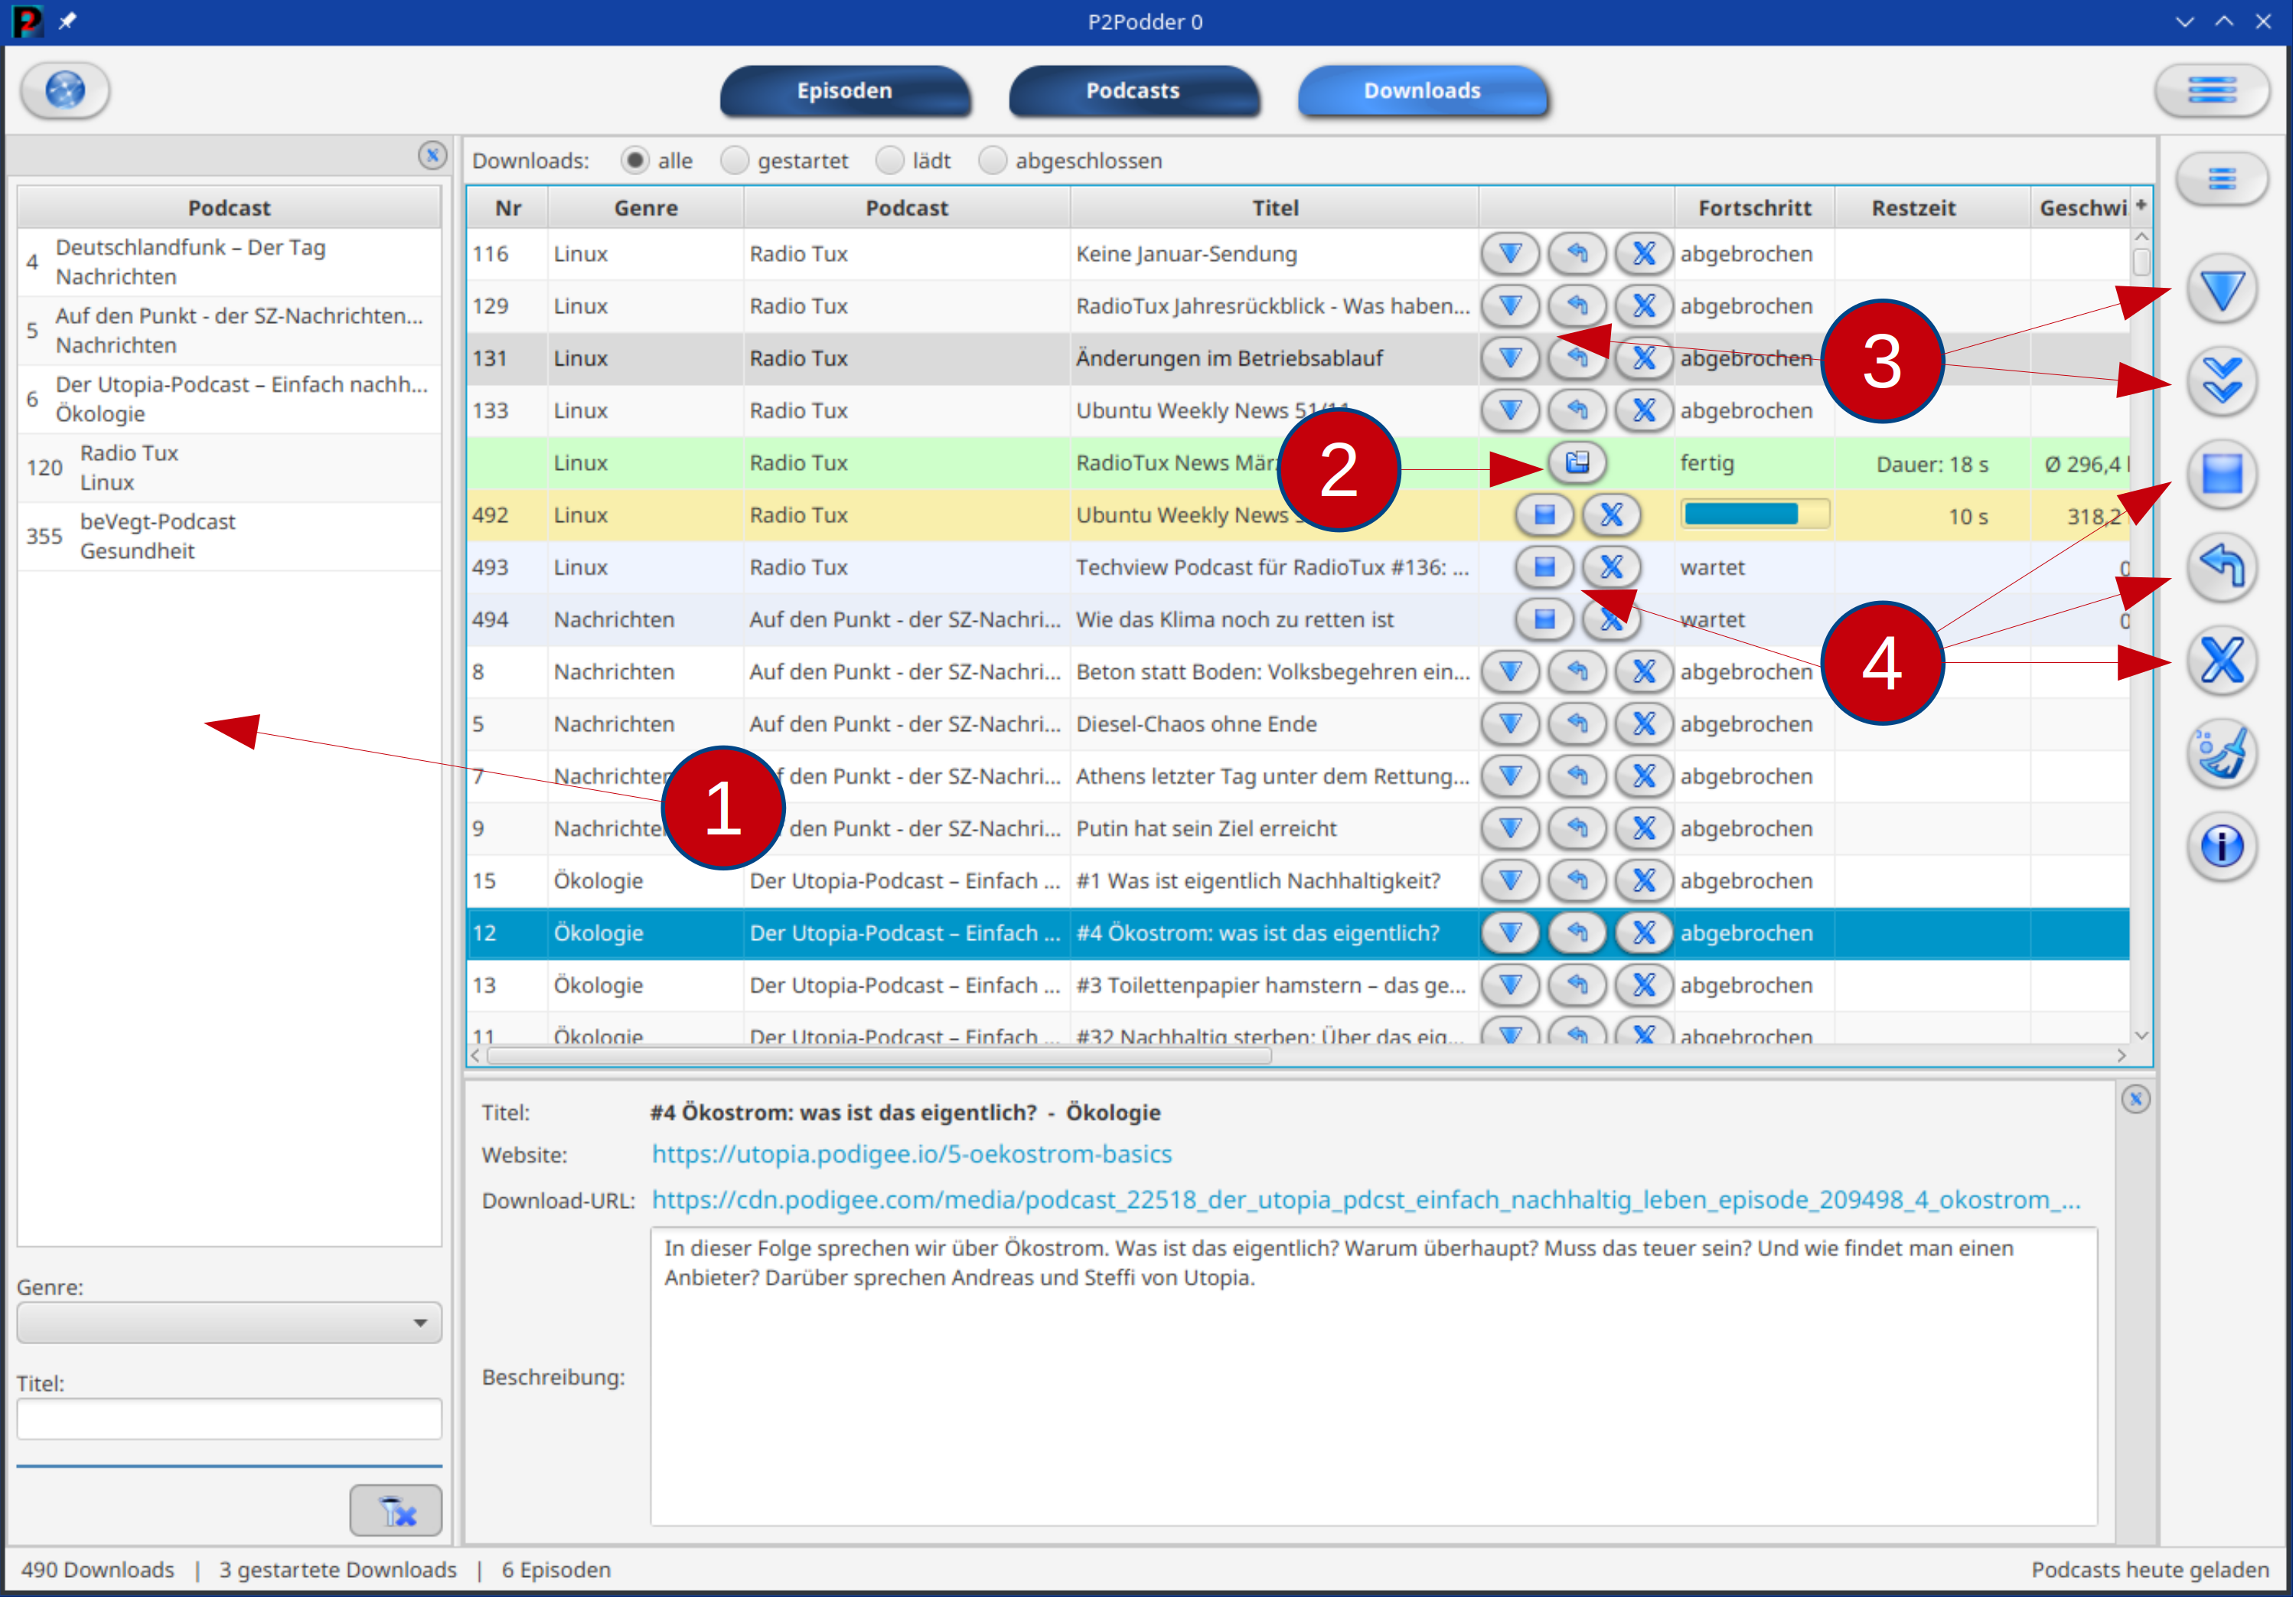 P2Podder 0
Episoden Podcasts Downloads
Downloads: alle gestartet lädt abgeschlossen
Podcast
4 Deutschlandfunk – Der Tag
Nachrichten
5 Auf den Punkt - der SZ-Nachrichten...
Nachrichten
6 Der Utopia-Podcast – Einfach nachh...
Ökologie
120 Radio Tux
Linux
355 beVegt-Podcast
Gesundheit
Genre:
Titel:
Nr Genre Podcast Titel Fortschritt Restzeit Geschwi
116 Linux Radio Tux Keine Januar-Sendung abgebrochen
129 Linux Radio Tux RadioTux Jahresrückblick - Was haben... abgebrochen
131 Linux Radio Tux Änderungen im Betriebsablauf abgebrochen
133 Linux Radio Tux Ubuntu Weekly News 51/11 abgebrochen
Linux Radio Tux RadioTux News Mär fertig Dauer: 18 s Ø 296,4
492 Linux Radio Tux Ubuntu Weekly News 10 s 318,2
493 Linux Radio Tux Techview Podcast für RadioTux #136: ... wartet 0
494 Nachrichten Auf den Punkt - der SZ-Nachri... Wie das Klima noch zu retten ist wartet 0
8 Nachrichten Auf den Punkt - der SZ-Nachri... Beton statt Boden: Volksbegehren ein... abgebrochen
5 Nachrichten Auf den Punkt - der SZ-Nachri... Diesel-Chaos ohne Ende abgebrochen
7 Nachrichten den Punkt - der SZ-Nachri... Athens letzter Tag unter dem Rettung... abgebrochen
9 Nachrichten den Punkt - der SZ-Nachri... Putin hat sein Ziel erreicht abgebrochen
15 Ökologie Der Utopia-Podcast – Einfach ... #1 Was ist eigentlich Nachhaltigkeit? abgebrochen
12 Ökologie Der Utopia-Podcast – Einfach ... #4 Ökostrom: was ist das eigentlich? abgebrochen
13 Ökologie Der Utopia-Podcast – Einfach ... #3 Toilettenpapier hamstern – das ge... abgebrochen
11 Ökologie Der Utopia-Podcast – Einfach ... #32 Nachhaltig sterben: Über das eig... abgebrochen
1
2
3
4
Titel: #4 Ökostrom: was ist das eigentlich? - Ökologie
Website: https://utopia.podigee.io/5-oekostrom-basics
Download-URL: https://cdn.podigee.com/media/podcast_22518_der_utopia_pdcst_einfach_nachhaltig_leben_episode_209498_4_okostrom_...
Beschreibung: In dieser Folge sprechen wir über Ökostrom. Was ist das eigentlich? Warum überhaupt? Muss das teuer sein? Und wie findet man einen
Anbieter? Darüber sprechen Andreas und Steffi von Utopia.
490 Downloads | 3 gestartete Downloads | 6 Episoden Podcasts heute geladen